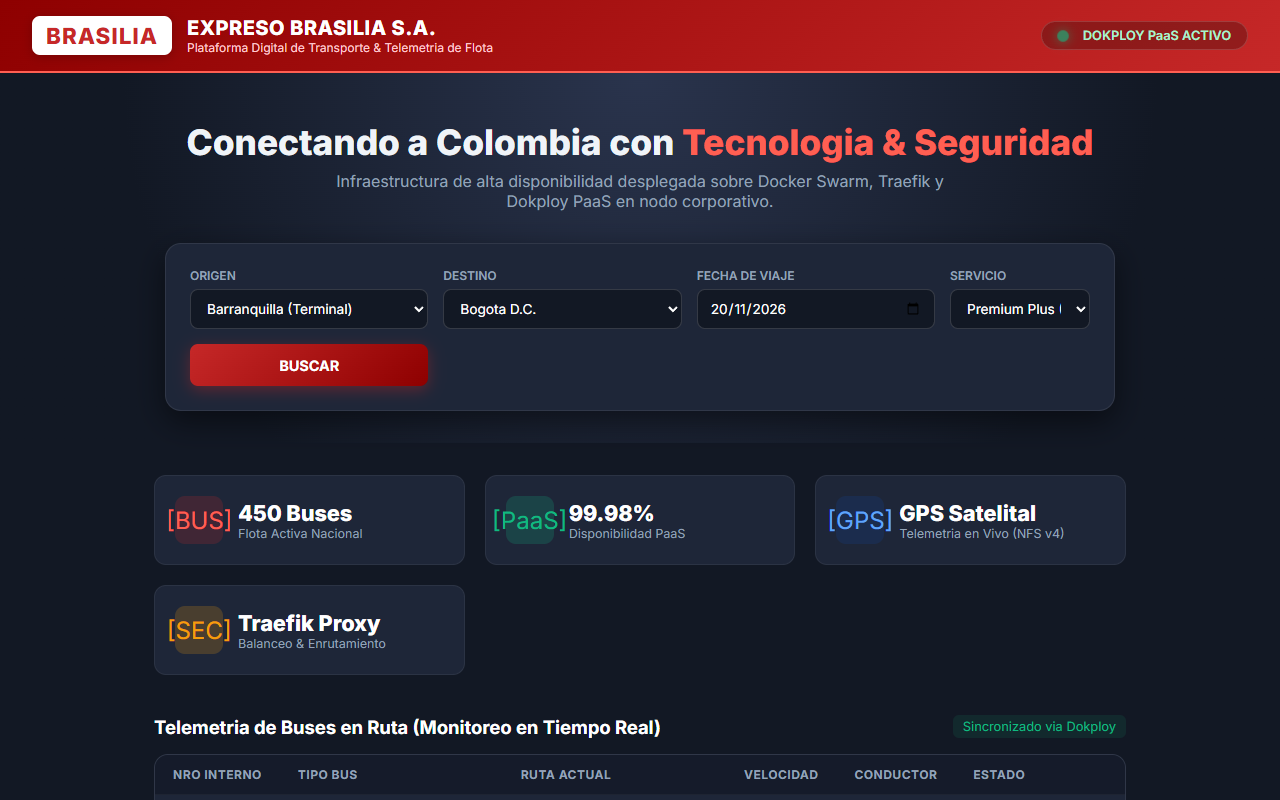 BRASILIA
EXPRESO BRASILIA S.A.
Plataforma Digital de Transporte & Telemetria de Flota
DOKPLOY PaaS ACTIVO
Conectando a Colombia con Tecnologia & Seguridad
Infraestructura de alta disponibilidad desplegada sobre Docker Swarm, Traefik y
Dokploy PaaS en nodo corporativo.
ORIGEN
Barranquilla (Terminal)
DESTINO
Bogota D.C.
FECHA DE VIAJE
20/11/2026
SERVICIO
Premium Plus (
BUSCAR
[BUS]
450 Buses
Flota Activa Nacional
[PaaS]
99.98%
Disponibilidad PaaS
[GPS]
GPS Satelital
Telemetria en Vivo (NFS v4)
[SEC]
Traefik Proxy
Balanceo & Enrutamiento
Telemetria de Buses en Ruta (Monitoreo en Tiempo Real)
Sincronizado via Dokploy
NRO INTERNO TIPO BUS RUTA ACTUAL VELOCIDAD CONDUCTOR ESTADO